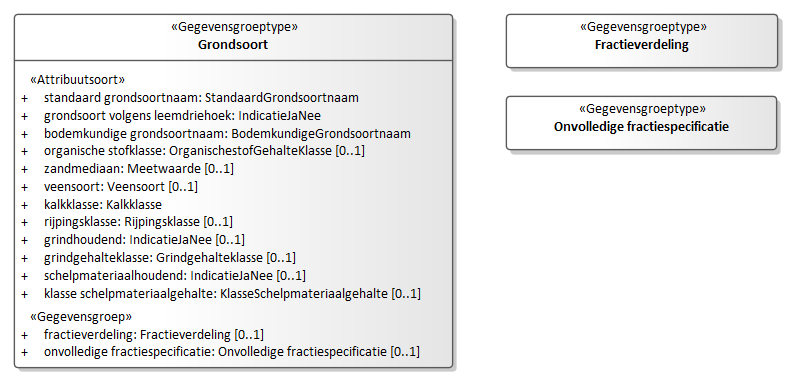 «Gegevensgroeptype»
Grondsoort
«Attribuutsoort»
+ standaard grondsoortnaam: StandaardGrondsoortnaam
+ grondsoort volgens leemdriehoek: IndicatieJaNee
+ bodemkundige grondsoortnaam: BodemkundigeGrondsoortnaam
+ organische stofklasse: OrganischestofGehalteKlasse [0..1]
+ zandmediaan: Meetwaarde [0..1]
+ veensoort: Veensoort [0..1]
+ kalkklasse: Kalkklasse
+ rijpingsklasse: Rijpingsklasse [0..1]
+ grindhoudend: IndicatieJaNee [0..1]
+ grindgehalteklasse: Grindgehalteklasse [0..1]
+ schelpmateriaalhoudend: IndicatieJaNee [0..1]
+ klasse schelpmateriaalgehalte: KlasseSchelpmateriaalgehalte [0..1]
«Gegevensgroep»
+ fractieverdeling: Fractieverdeling [0..1]
+ onvolledige fractiespecificatie: Onvolledige fractiespecificatie [0..1]
«Gegevensgroeptype»
Fractieverdeling
«Gegevensgroeptype»
Onvolledige fractiespecificatie